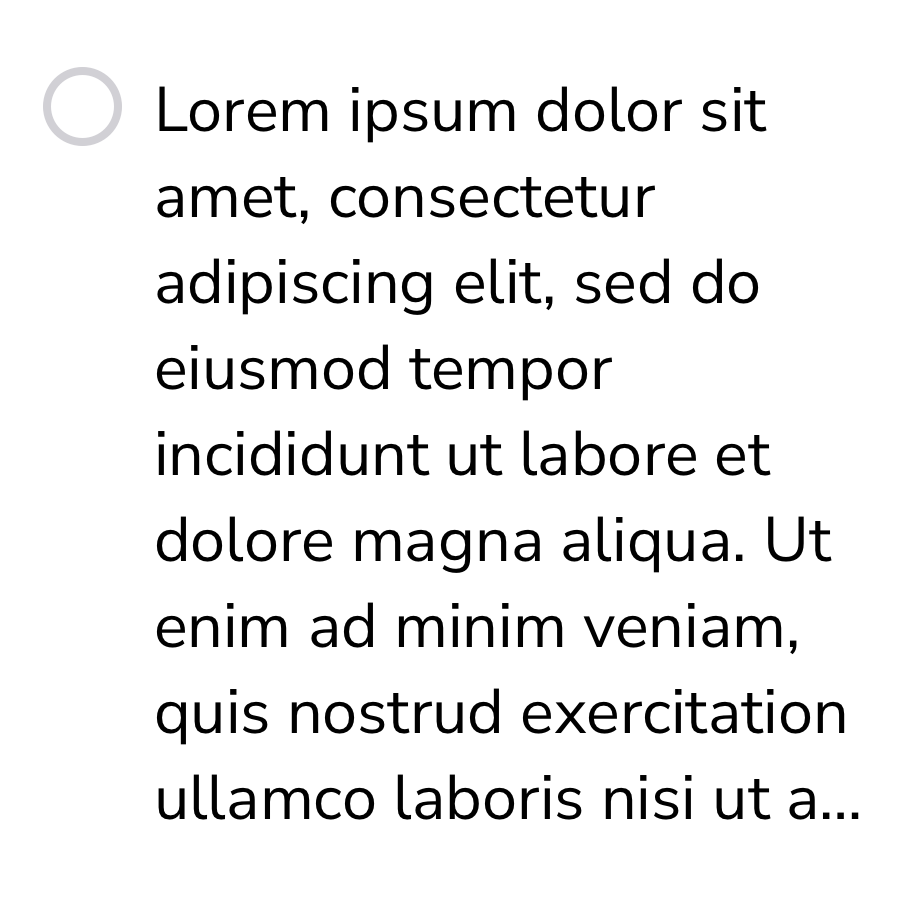 Lorem ipsum dolor sit
amet, consectetur
adipiscing elit, sed do
eiusmod tempor
incididunt ut labore et
dolore magna aliqua. Ut
enim ad minim veniam,
quis nostrud exercitation
ullamco laboris nisi ut a...